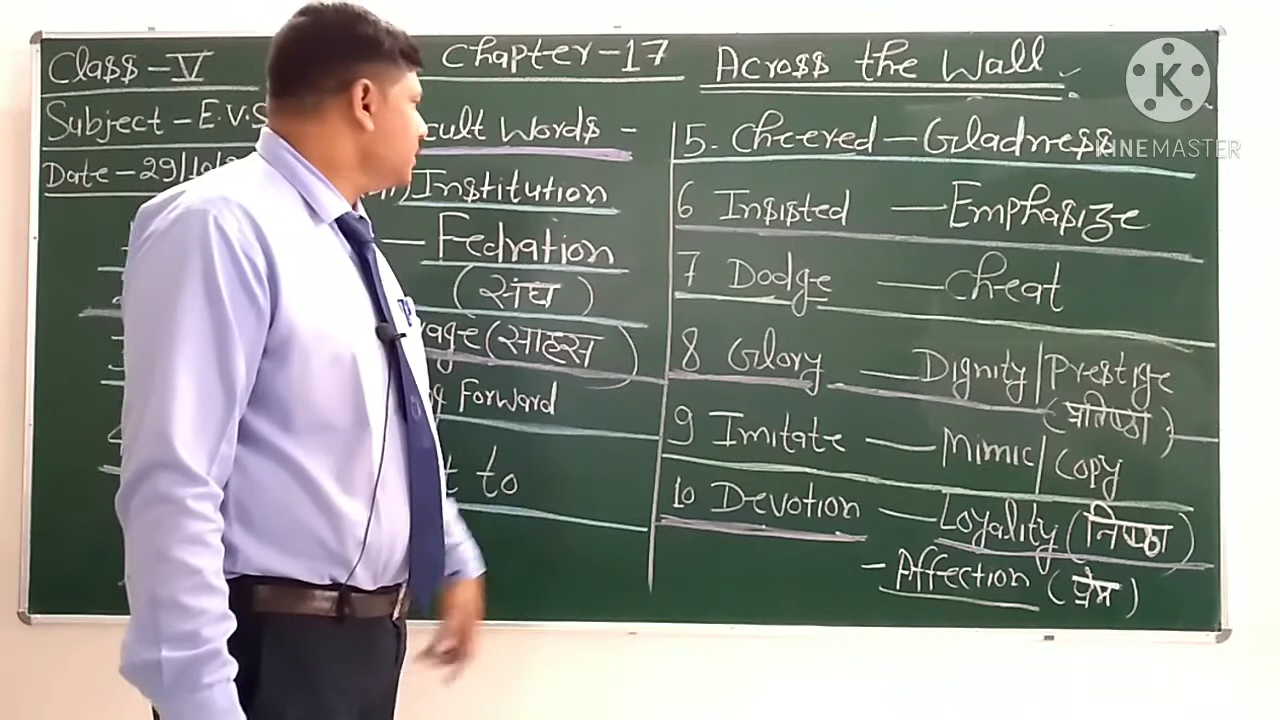 Class - V
Subject - E.V.S
Date - 29/10/
Chapter - 17
Across the Wall
Words -
Institution
— Fedration
(संघ)
(साहस)
Forward
to
5. Cheered — Gladness
6 Insisted — Emphasize
7 Dodge — Cheat
8 Glory — Dignity/Prestige
(प्रतिष्ठा)
9 Imitate — Mimic/Copy
10 Devotion — Loyality (निष्ठा)
- Affection (प्रेम)
K
KINEMASTER